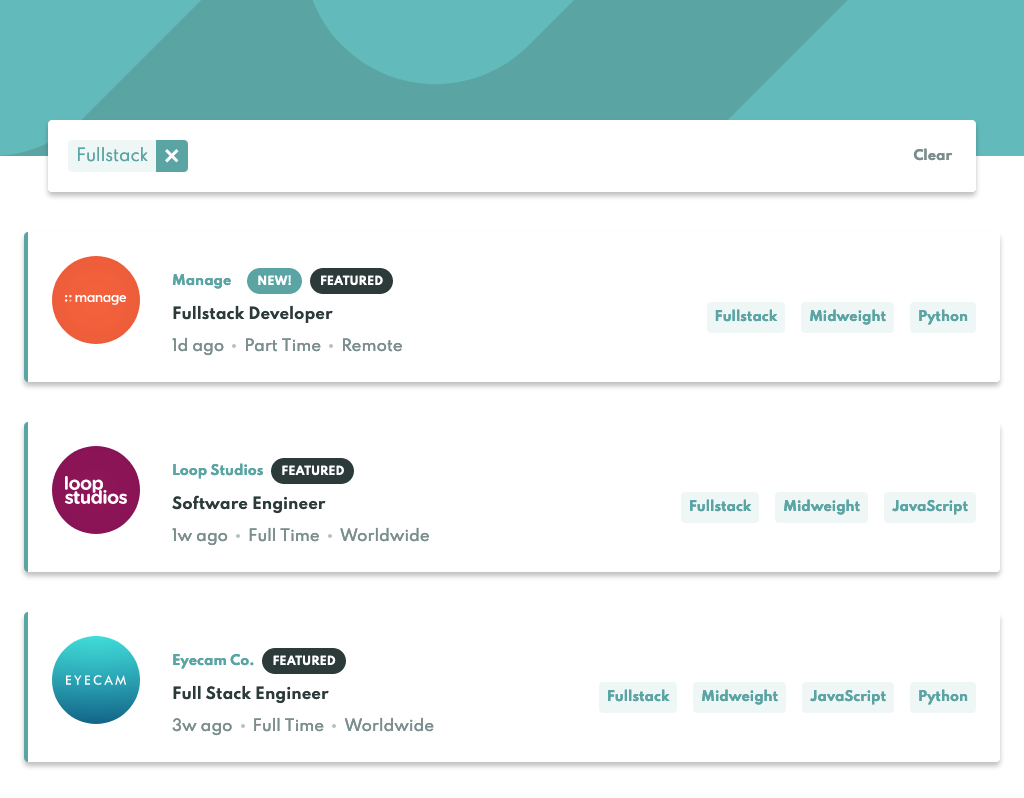 Fullstack
Clear
manage
Manage NEW! FEATURED
Fullstack Developer
1d ago • Part Time • Remote
Fullstack Midweight Python
loop
studios
Loop Studios FEATURED
Software Engineer
1w ago • Full Time • Worldwide
Fullstack Midweight JavaScript
EYECAM
Eyecam Co. FEATURED
Full Stack Engineer
3w ago • Full Time • Worldwide
Fullstack Midweight JavaScript Python